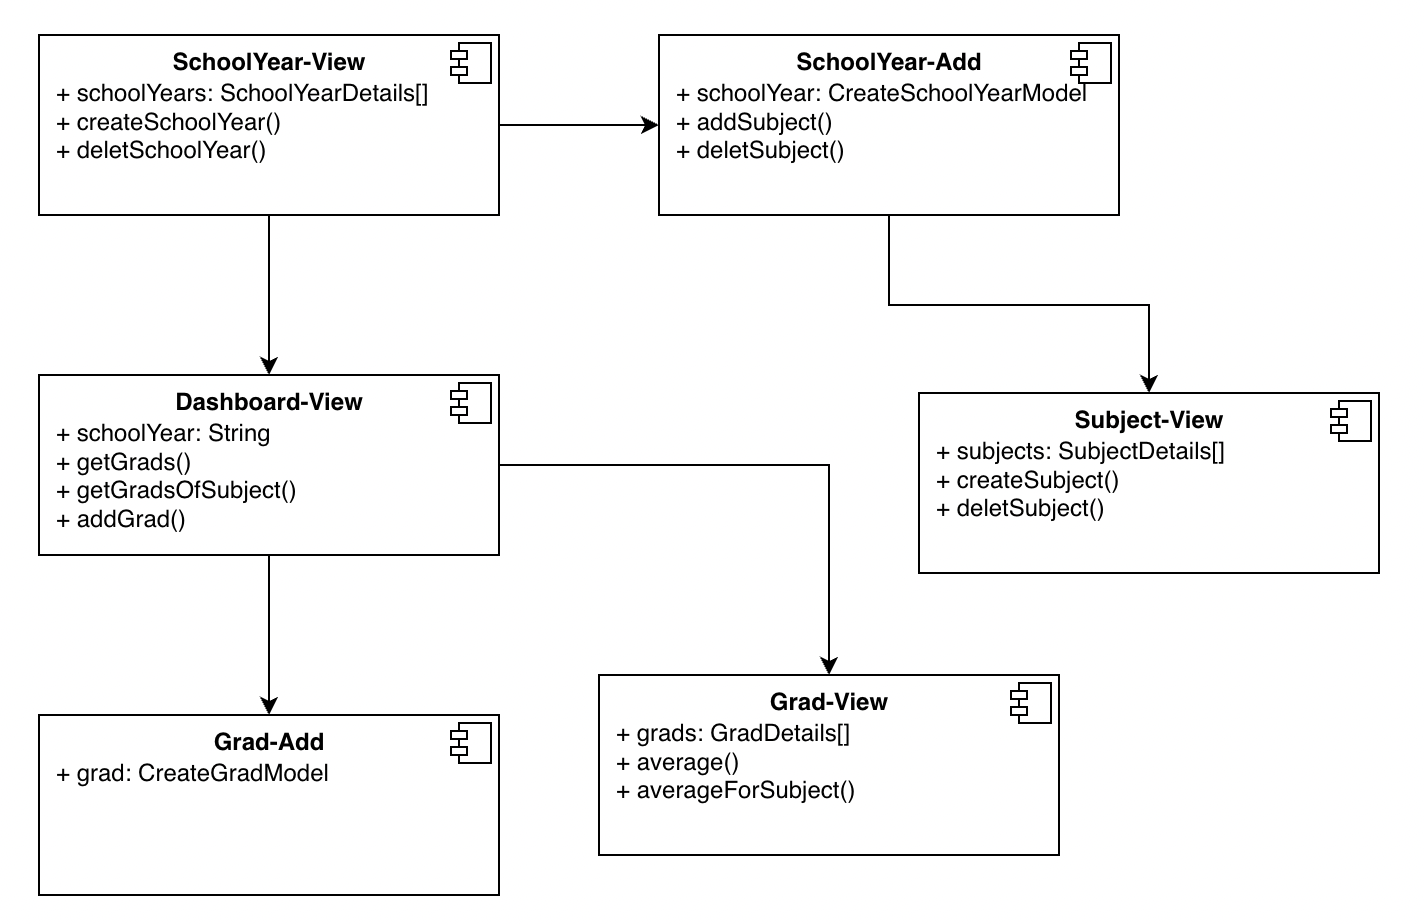 SchoolYear-View
+ schoolYears: SchoolYearDetails[]
+ createSchoolYear()
+ deletSchoolYear()
SchoolYear-Add
+ schoolYear: CreateSchoolYearModel
+ addSubject()
+ deletSubject()
Dashboard-View
+ schoolYear: String
+ getGrads()
+ getGradsOfSubject()
+ addGrad()
Subject-View
+ subjects: SubjectDetails[]
+ createSubject()
+ deletSubject()
Grad-Add
+ grad: CreateGradModel
Grad-View
+ grads: GradDetails[]
+ average()
+ averageForSubject()